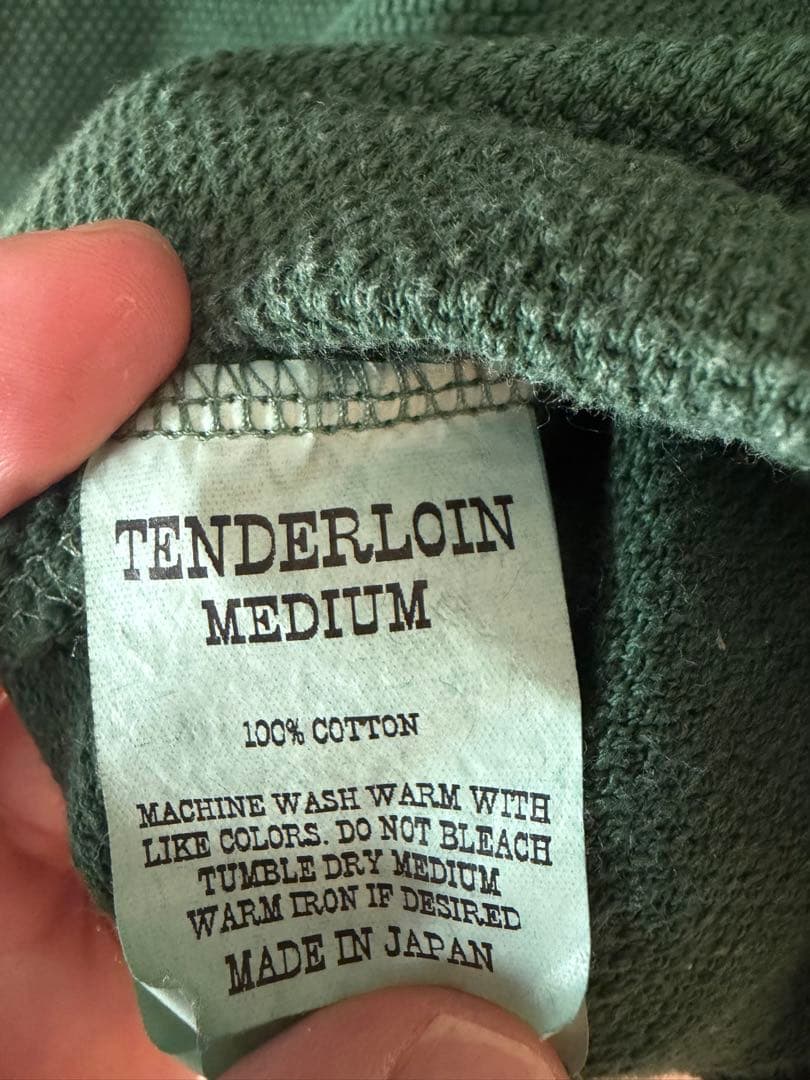 TENDERLOIN
MEDIUM
100% COTTON
MACHINE WASH WARM WITH
LIKE COLORS. DO NOT BLEACH
TUMBLE DRY MEDIUM
WARM IRON IF DESIRED
MADE IN JAPAN